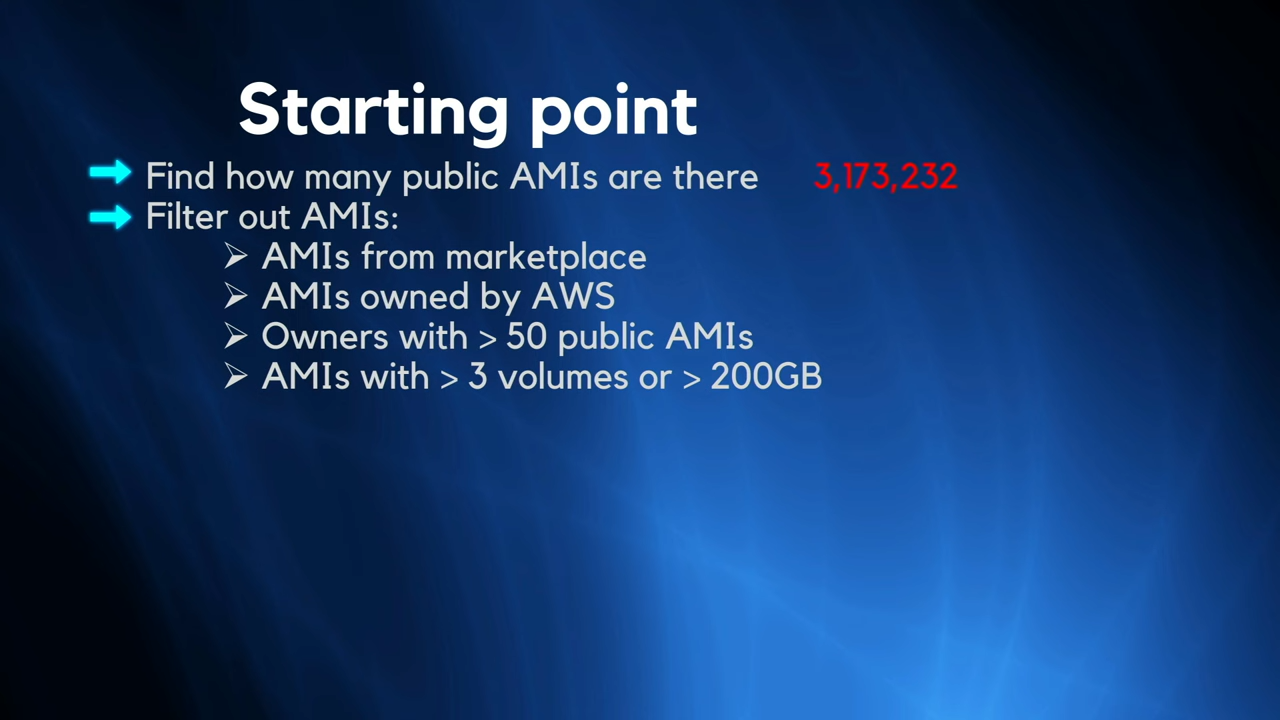 Starting point
Find how many public AMIs are there 3,173,232
Filter out AMIs:
AMIs from marketplace
AMIs owned by AWS
Owners with > 50 public AMIs
AMIs with > 3 volumes or > 200GB